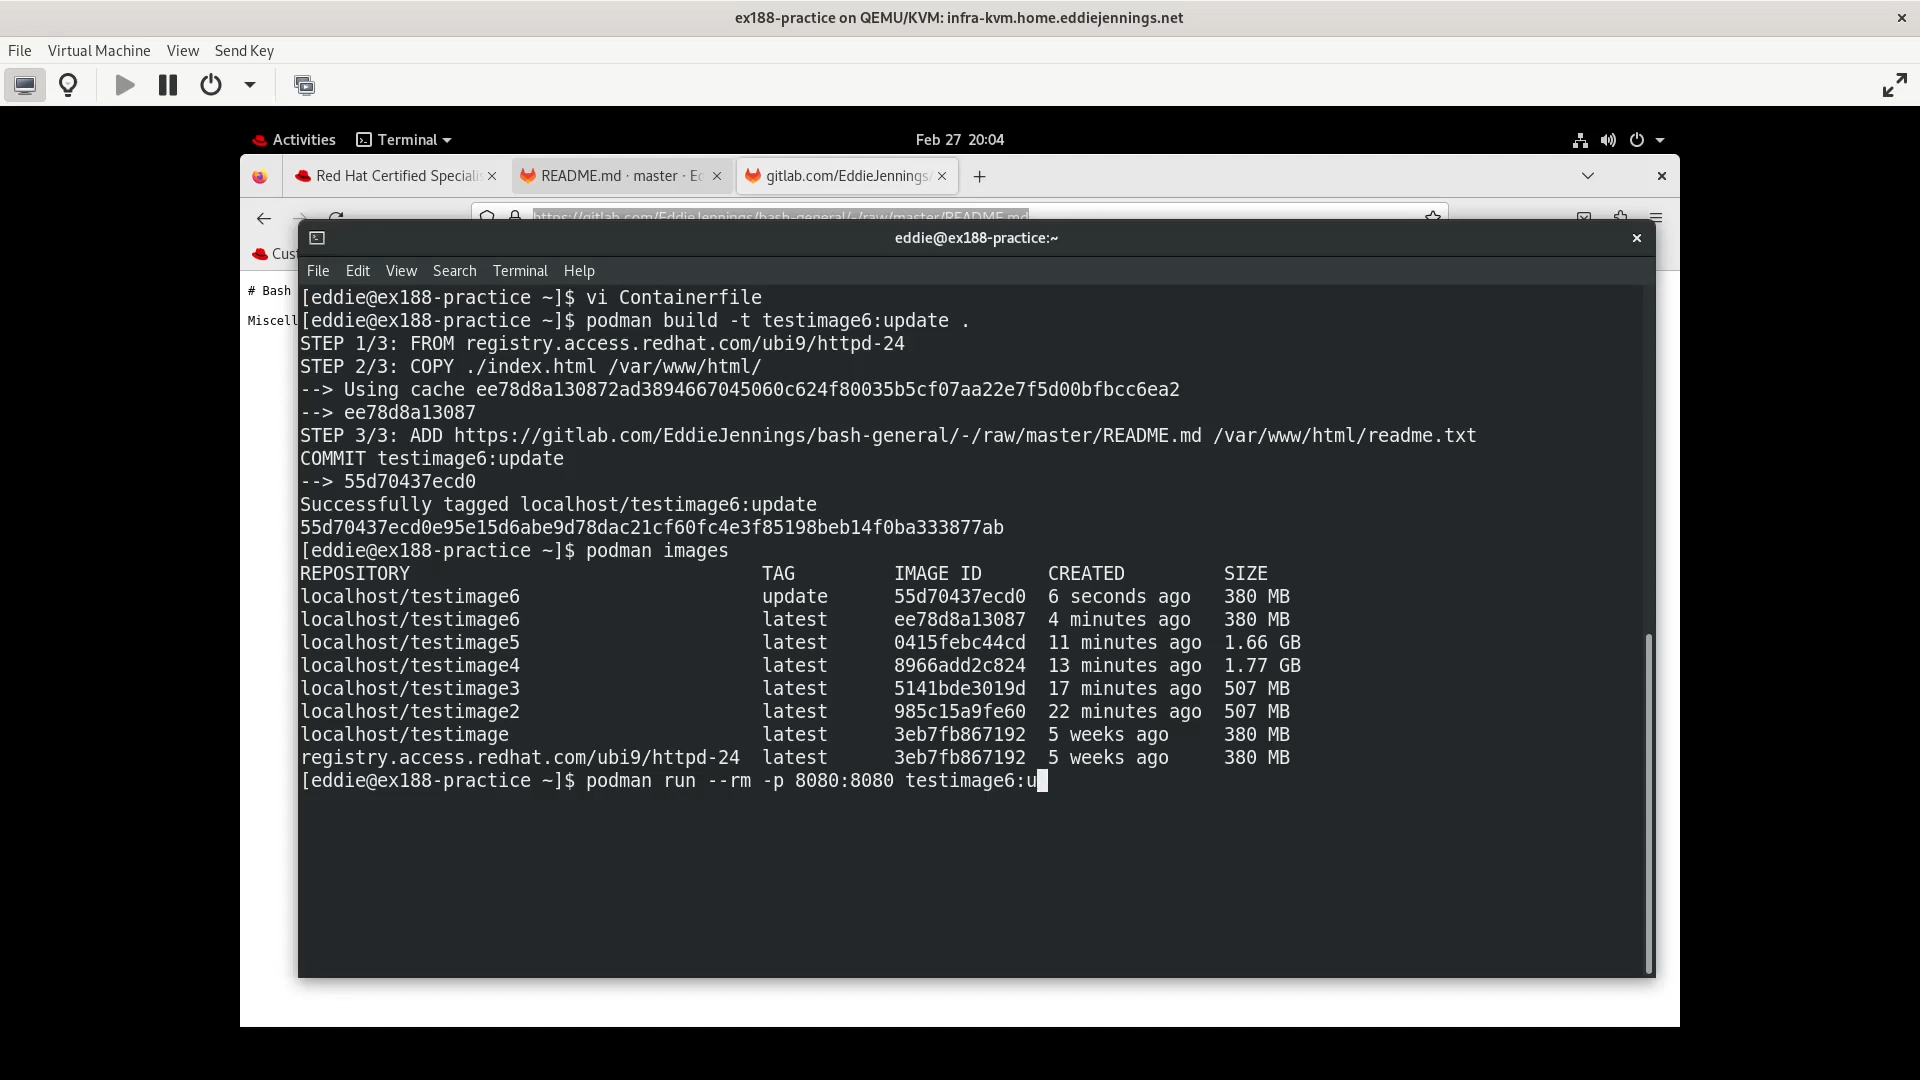 ex188-practice on QEMU/KVM: infra-kvm.home.eddiejennings.net
File Virtual Machine View Send Key
Activities Terminal Feb 27 20:04
Red Hat Certified Specialis README.md · master · Ed gitlab.com/EddieJennings/
https://gitlab.com/EddieJennings/bash-general/-/raw/master/README.md
eddie@ex188-practice:~
Cust
File Edit View Search Terminal Help
# Bash
Miscell
[eddie@ex188-practice ~]$ vi Containerfile
[eddie@ex188-practice ~]$ podman build -t testimage6:update .
STEP 1/3: FROM registry.access.redhat.com/ubi9/httpd-24
STEP 2/3: COPY ./index.html /var/www/html/
--> Using cache ee78d8a130872ad3894667045060c624f80035b5cf07aa22e7f5d00bfbcc6ea2
--> ee78d8a13087
STEP 3/3: ADD https://gitlab.com/EddieJennings/bash-general/-/raw/master/README.md /var/www/html/readme.txt
COMMIT testimage6:update
--> 55d70437ecd0
Successfully tagged localhost/testimage6:update
55d70437ecd0e95e15d6abe9d78dac21cf60fc4e3f85198beb14f0ba333877ab
[eddie@ex188-practice ~]$ podman images
REPOSITORY TAG IMAGE ID CREATED SIZE
localhost/testimage6 update 55d70437ecd0 6 seconds ago 380 MB
localhost/testimage6 latest ee78d8a13087 4 minutes ago 380 MB
localhost/testimage5 latest 0415febc44cd 11 minutes ago 1.66 GB
localhost/testimage4 latest 8966add2c824 13 minutes ago 1.77 GB
localhost/testimage3 latest 5141bde3019d 17 minutes ago 507 MB
localhost/testimage2 latest 985c15a9fe60 22 minutes ago 507 MB
localhost/testimage latest 3eb7fb867192 5 weeks ago 380 MB
registry.access.redhat.com/ubi9/httpd-24 latest 3eb7fb867192 5 weeks ago 380 MB
[eddie@ex188-practice ~]$ podman run --rm -p 8080:8080 testimage6:u